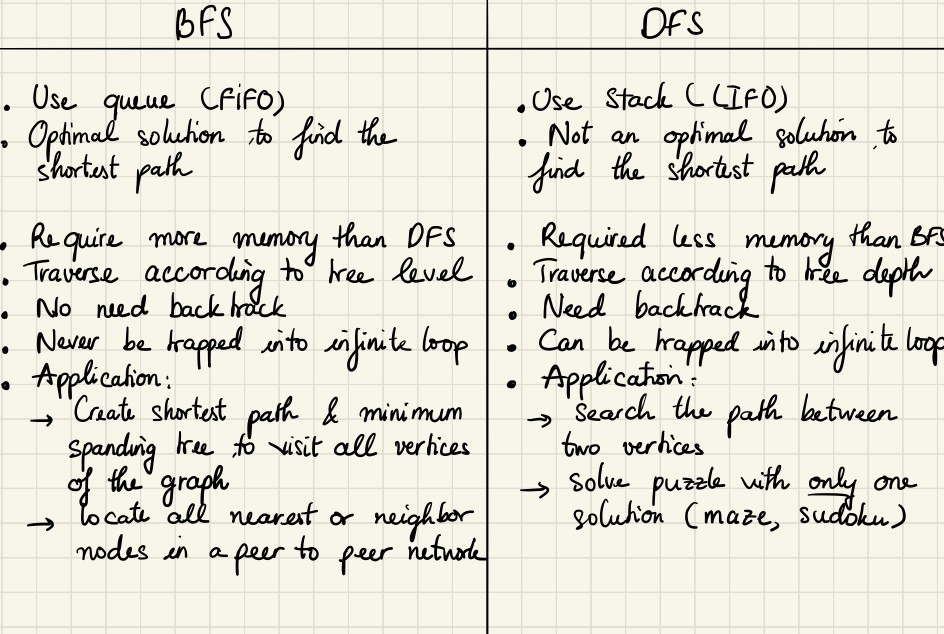 BFS
• Use queue (FiFO)
• Optimal solution to find the
shortest path
• Require more memory than DFS
• Traverse according to tree level
• No need backtrack
• Never be trapped into infinite loop
• Application:
→ Create shortest path & minimum
spanding tree to visit all vertices
of the graph
→ locate all nearest or neighbor
nodes in a peer to peer network
DFS
• Use Stack (LIFO)
• Not an optimal solution to
find the shortest path
• Required less memory than BFS
• Traverse according to tree depth
• Need backtrack
• Can be trapped into infinite loop
• Application:
→ search the path between
two vertices
→ solve puzzle with only one
solution (maze, sudoku)